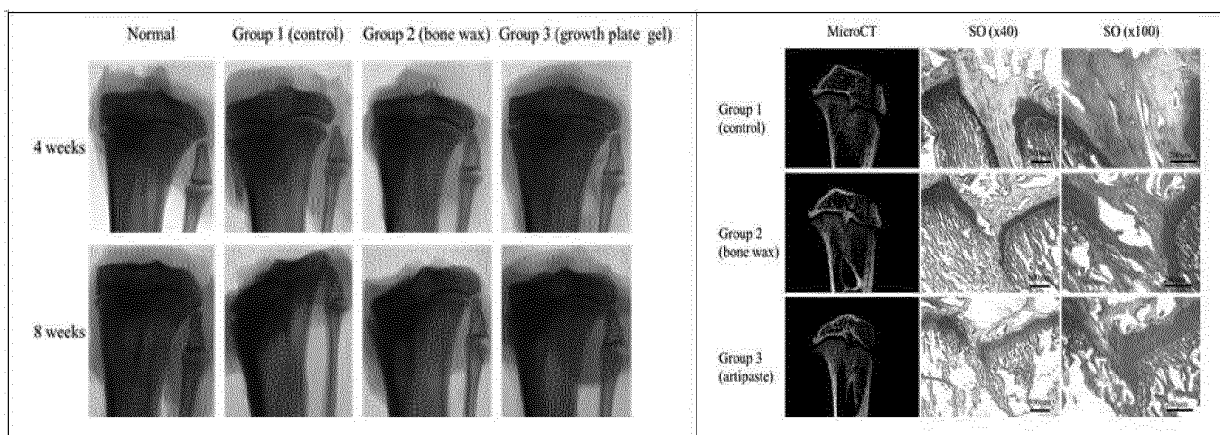 Normal
Group 1 (control)
Group 2 (bone wax)
Group 3 (growth plate gel)
4 weeks
8 weeks
MicroCT
SO (x40)
SO (x100)
Group 1
(control)
Group 2
(bone wax)
Group 3
(artipaste)